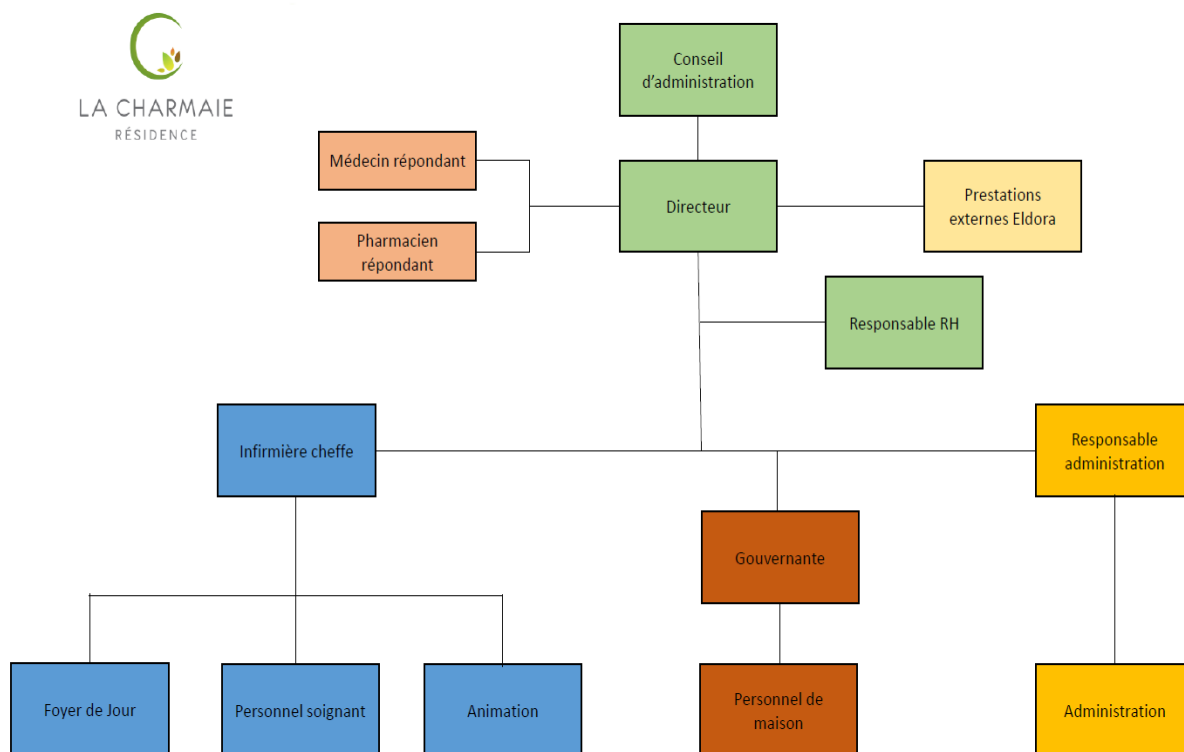 LA CHARMAIE
RÉSIDENCE
Conseil
d’administration
Médecin répondant
Pharmacien
répondant
Directeur
Prestations
externes Eldora
Responsable RH
Infirmière cheffe
Responsable
administration
Gouvernante
Foyer de Jour
Personnel soignant
Animation
Personnel de
maison
Administration